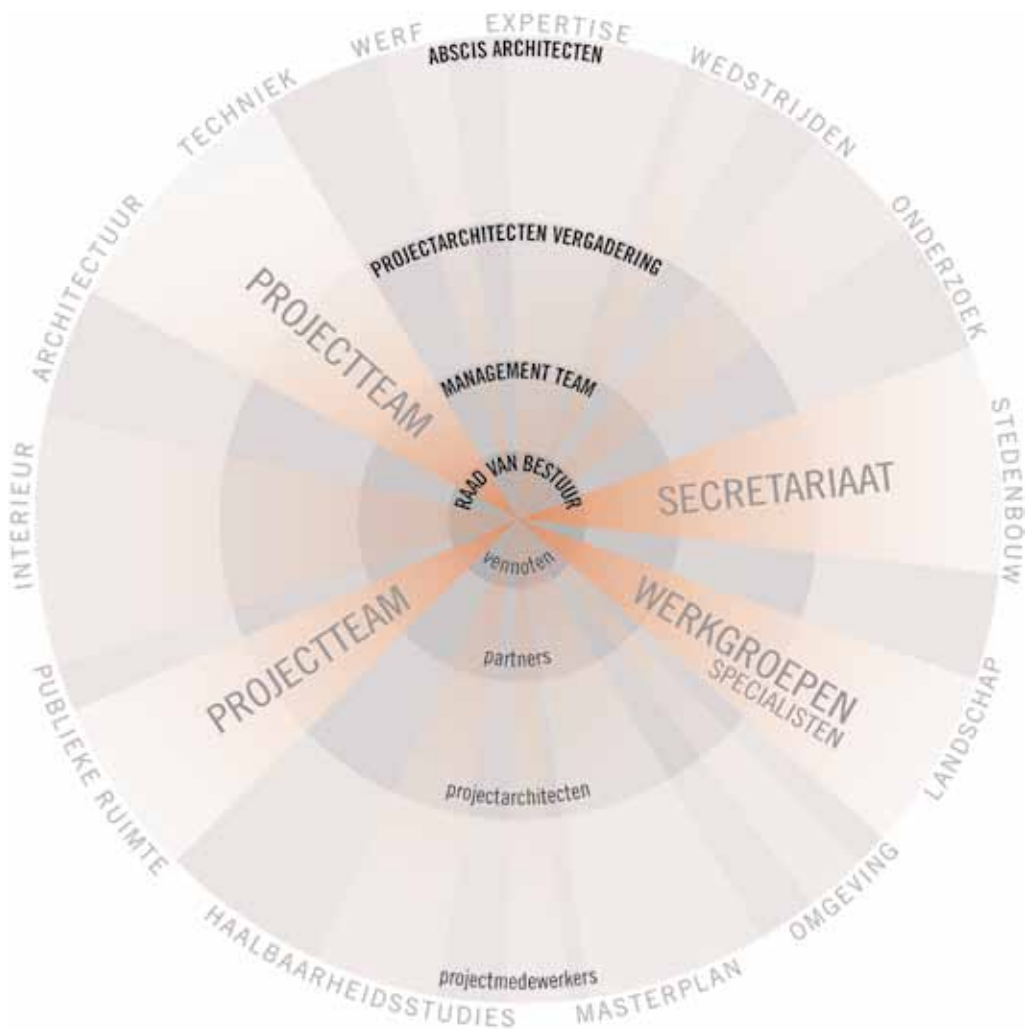 EXPERTISE
WERF
WEDSTRIJDEN
TECHNIEK
ONDERZOEK
ARCHITECTUUR
STEDENBOUW
INTERIEUR
LANDSCHAP
PUBLIEKE RUIMTE
OMGEVING
HAALBAARHEIDSSTUDIES
MASTERPLAN
ABSCIS ARCHITECTEN
PROJECTARCHITECTEN VERGADERING
PROJECTTEAM
MANAGEMENT TEAM
RAAD VAN BESTUUR
SECRETARIAAT
vennoten
PROJECTTEAM
WERKGROEPEN
SPECIALISTEN
partners
projectarchitecten
projectmedewerkers